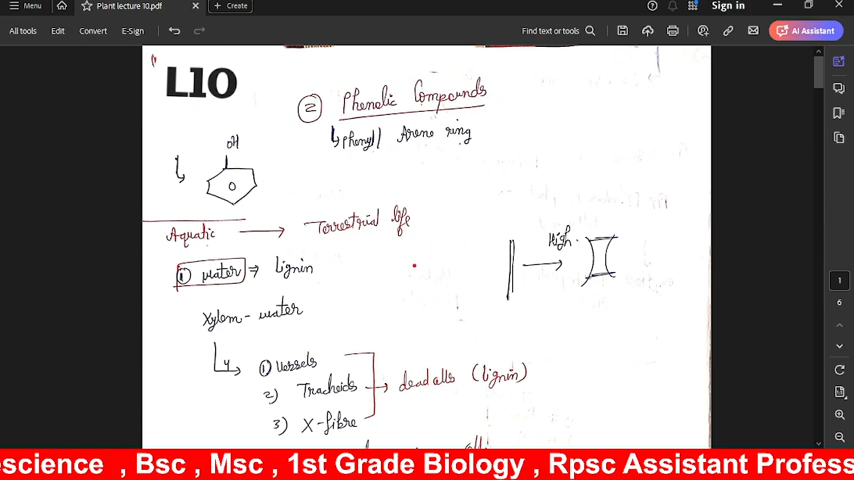 Menu
Plant lecture 10.pdf
+ Create
Sign in
All tools Edit Convert E-Sign
Find text or tools
AI Assistant
L10
② Phenolic Compounds
↳ Phenyl / Arene ring
OH
Aquatic → Terrestrial life
① water ⇒ lignin
High.
Xylem - water
4
① Vessels
2) Tracheids → dead cells (lignin)
3) X-fibre
1
6
escience , Bsc , Msc , 1st Grade Biology , Rpsc Assistant Profess